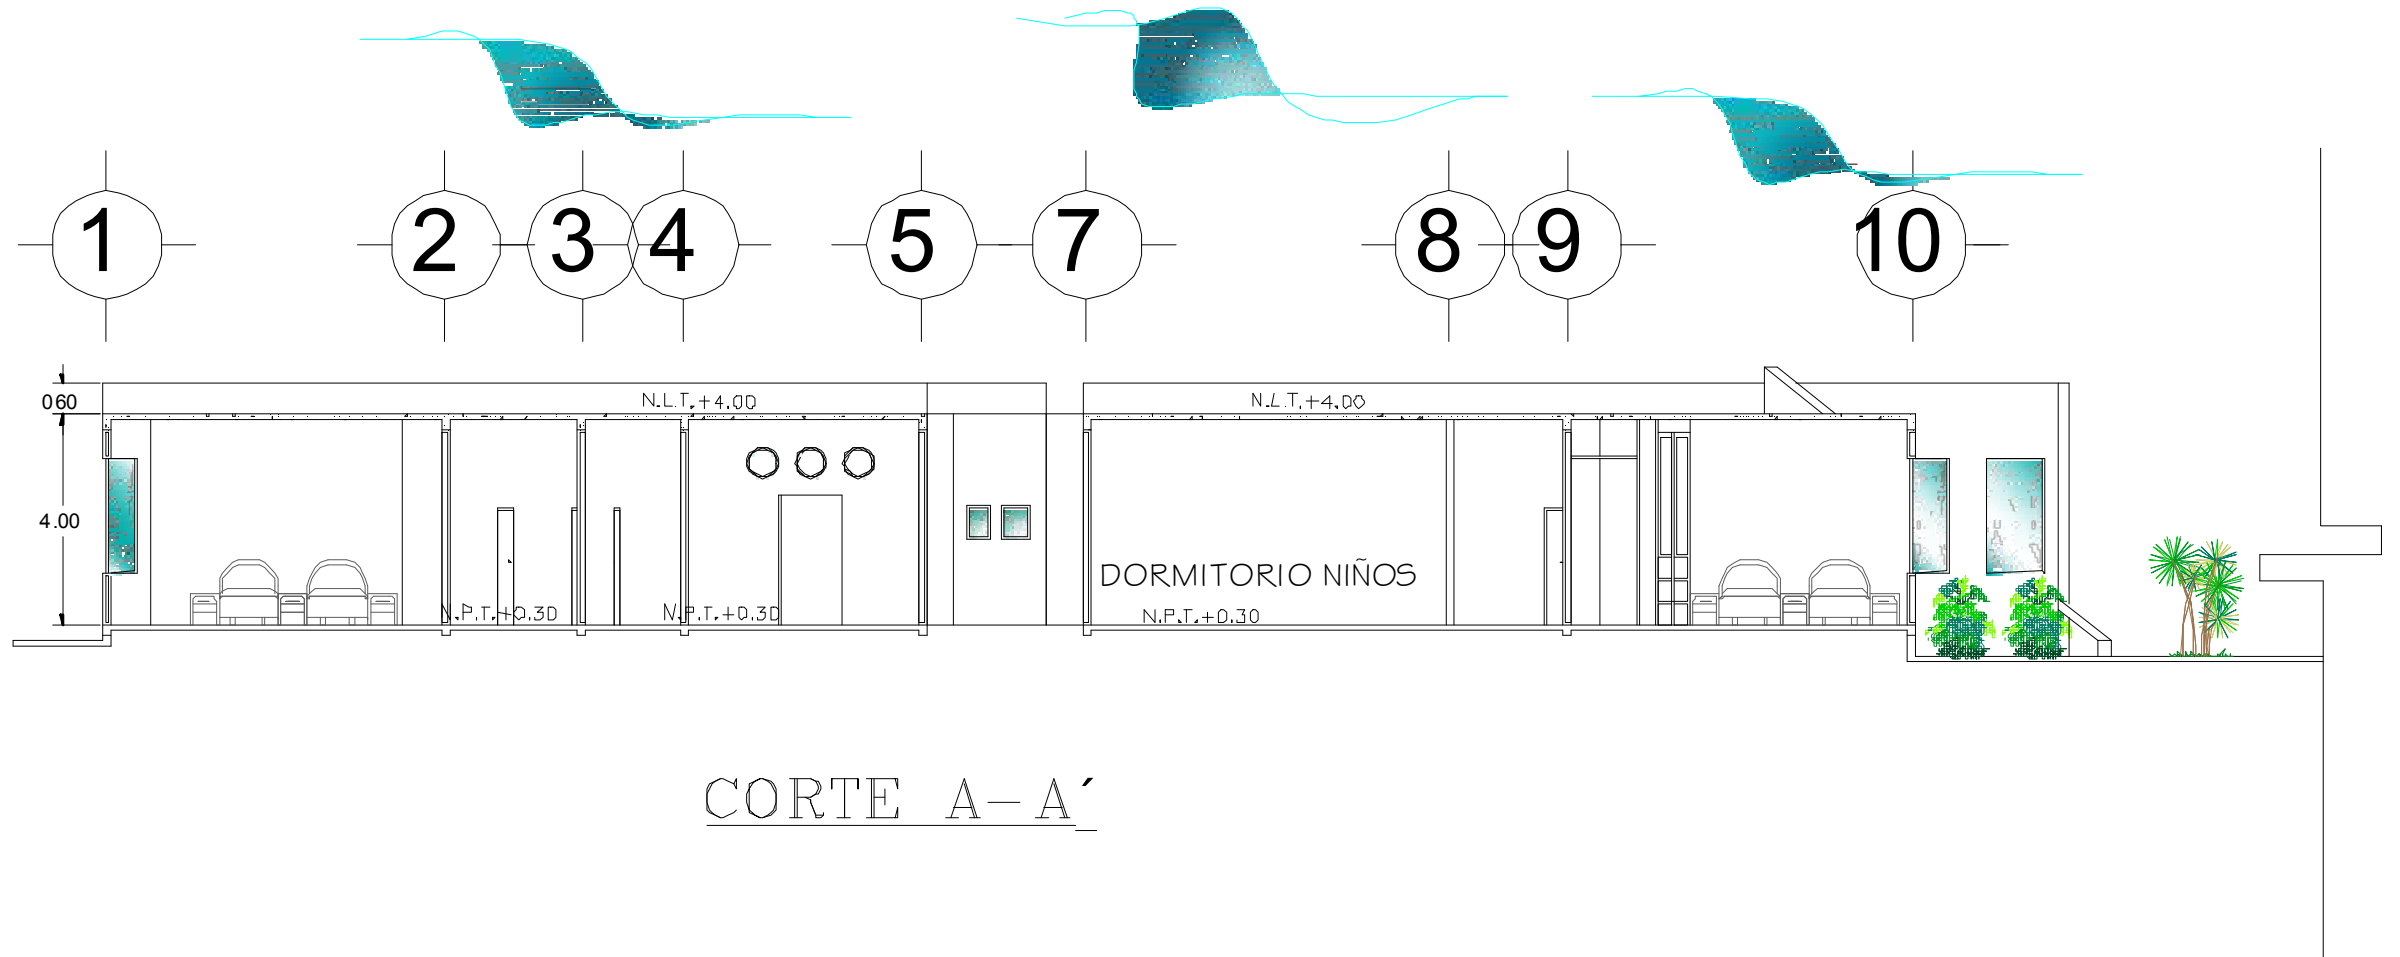 1 2 3 4 5 7 8 9 10
060
N.L.T.+4.00 N.L.T.+4.00
4.00
DORMITORIO NIÑOS
N.P.T.+0.30 N.P.T.+0.30 N.P.T.+0.30
CORTE A-A´